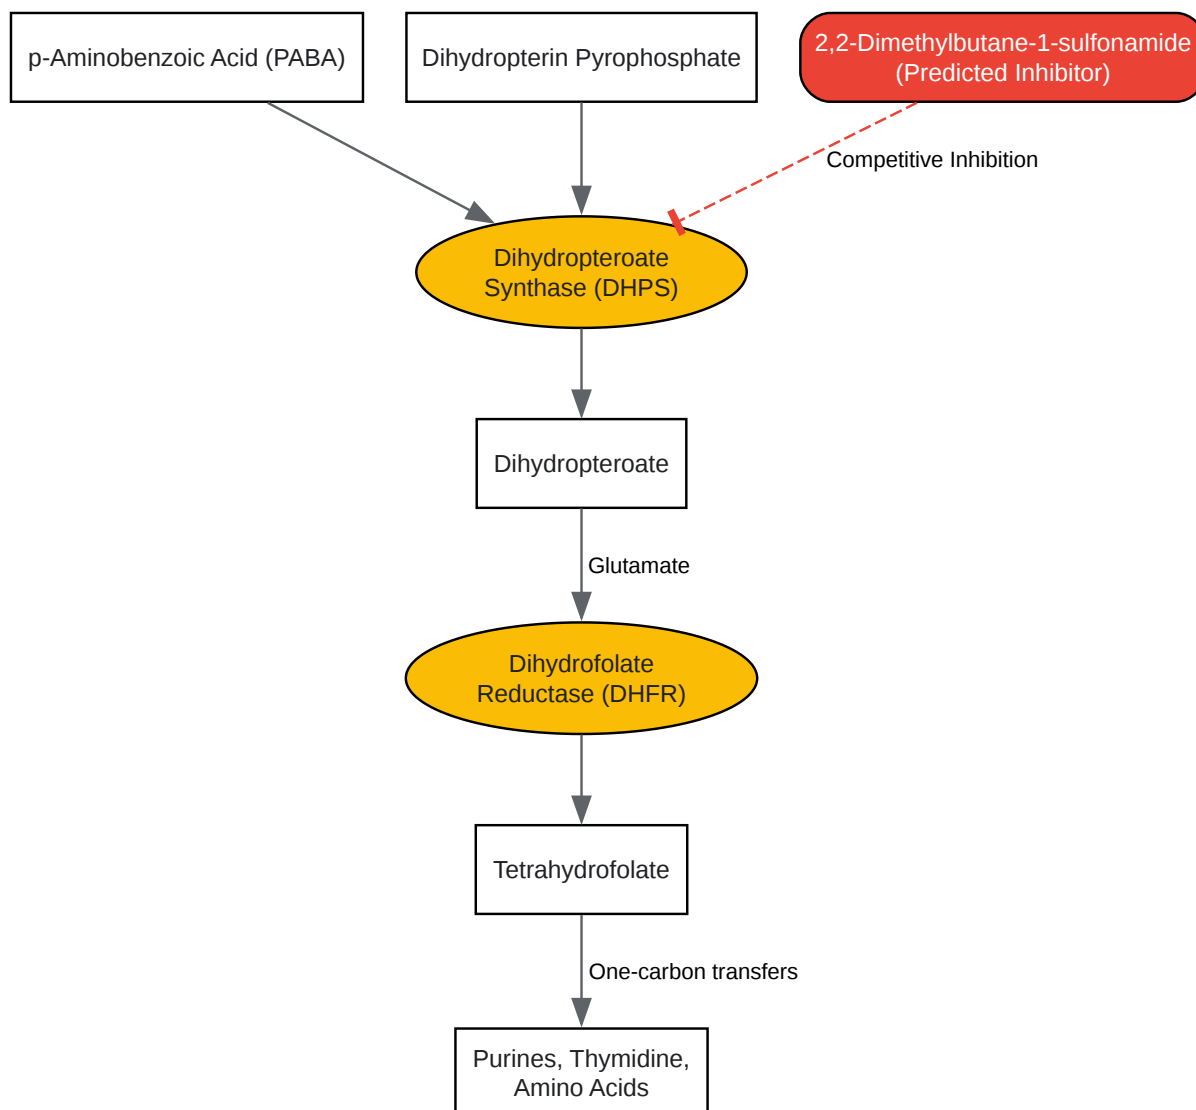 p-Aminobenzoic Acid (PABA)
Dihydropterin Pyrophosphate
2,2-Dimethylbutane-1-sulfonamide
(Predicted Inhibitor)
Competitive Inhibition
Dihydropteroate
Synthase (DHPS)
Dihydropteroate
Glutamate
Dihydrofolate
Reductase (DHFR)
Tetrahydrofolate
One-carbon transfers
Purines, Thymidine,
Amino Acids